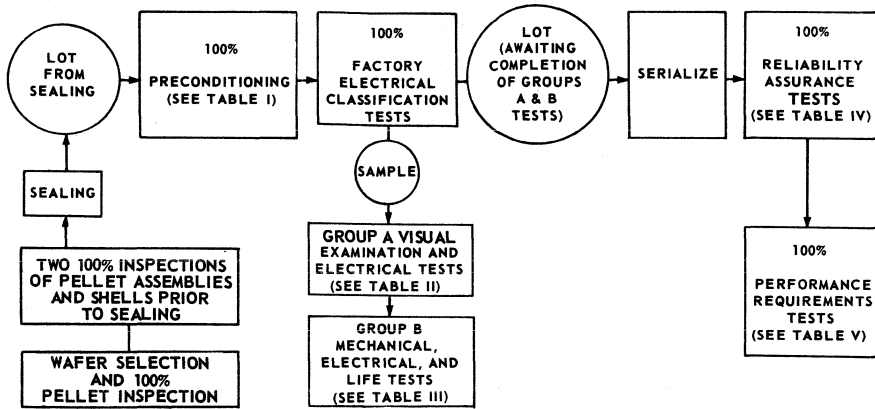 LOT
FROM
SEALING
100%
PRECONDITIONING
(SEE TABLE I)
100%
FACTORY
ELECTRICAL
CLASSIFICATION
TESTS
LOT
(AWAITING
COMPLETION
OF GROUPS
A & B
TESTS)
SERIALIZE
100%
RELIABILITY
ASSURANCE
TESTS
(SEE TABLE IV)
SAMPLE
SEALING
GROUP A VISUAL
EXAMINATION AND
ELECTRICAL TESTS
(SEE TABLE II)
TWO 100% INSPECTIONS
OF PELLET ASSEMBLIES
AND SHELLS PRIOR
TO SEALING
100%
PERFORMANCE
REQUIREMENTS
TESTS
(SEE TABLE V)
GROUP B
MECHANICAL,
ELECTRICAL, AND
LIFE TESTS
(SEE TABLE III)
WAFER SELECTION
AND 100%
PELLET INSPECTION